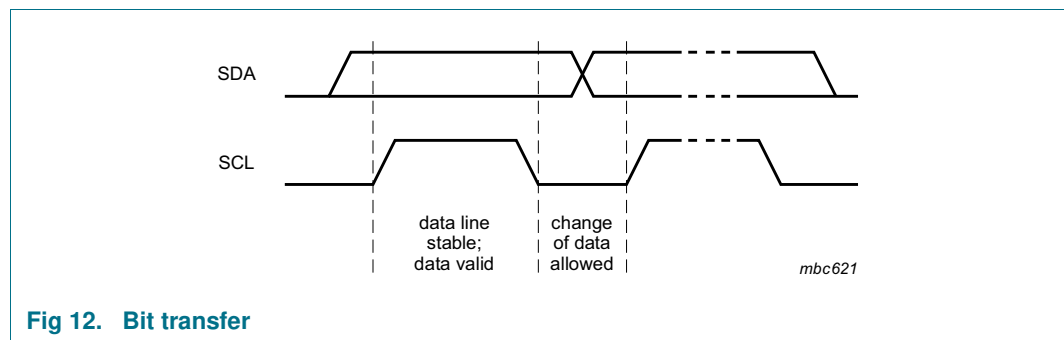 SDA
SCL
data line
stable;
data valid
change
of data
allowed
mbc621
Fig 12. Bit transfer